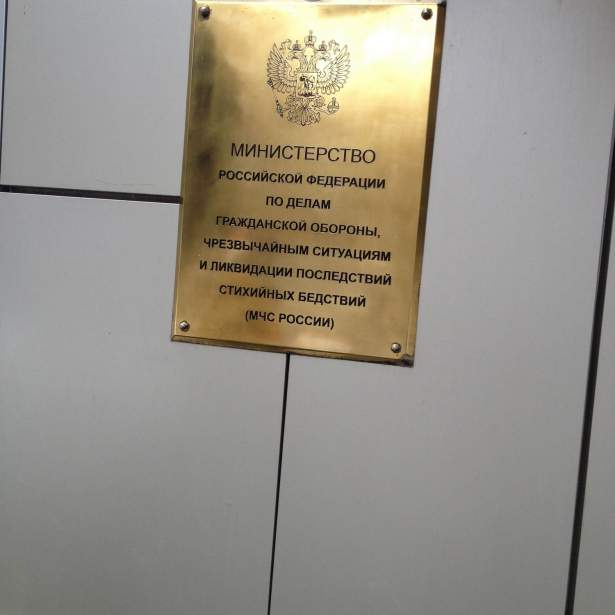 МИНИСТЕРСТВО
РОССИЙСКОЙ ФЕДЕРАЦИИ
ПО ДЕЛАМ
ГРАЖДАНСКОЙ ОБОРОНЫ,
ЧРЕЗВЫЧАЙНЫМ СИТУАЦИЯМ
И ЛИКВИДАЦИИ ПОСЛЕДСТВИЙ
СТИХИЙНЫХ БЕДСТВИЙ
(МЧС РОССИИ)